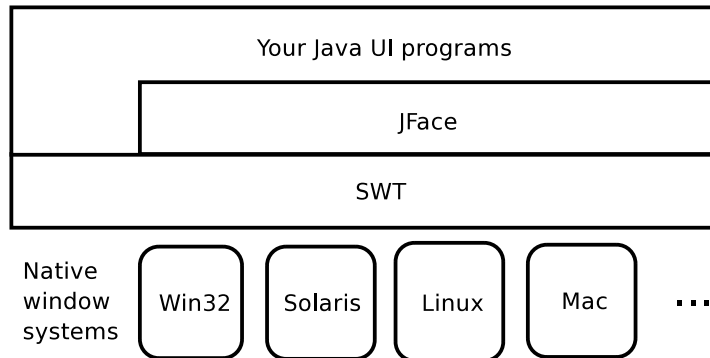 Your Java UI programs
JFace
SWT
Native
window
systems
Win32
Solaris
Linux
Mac
...